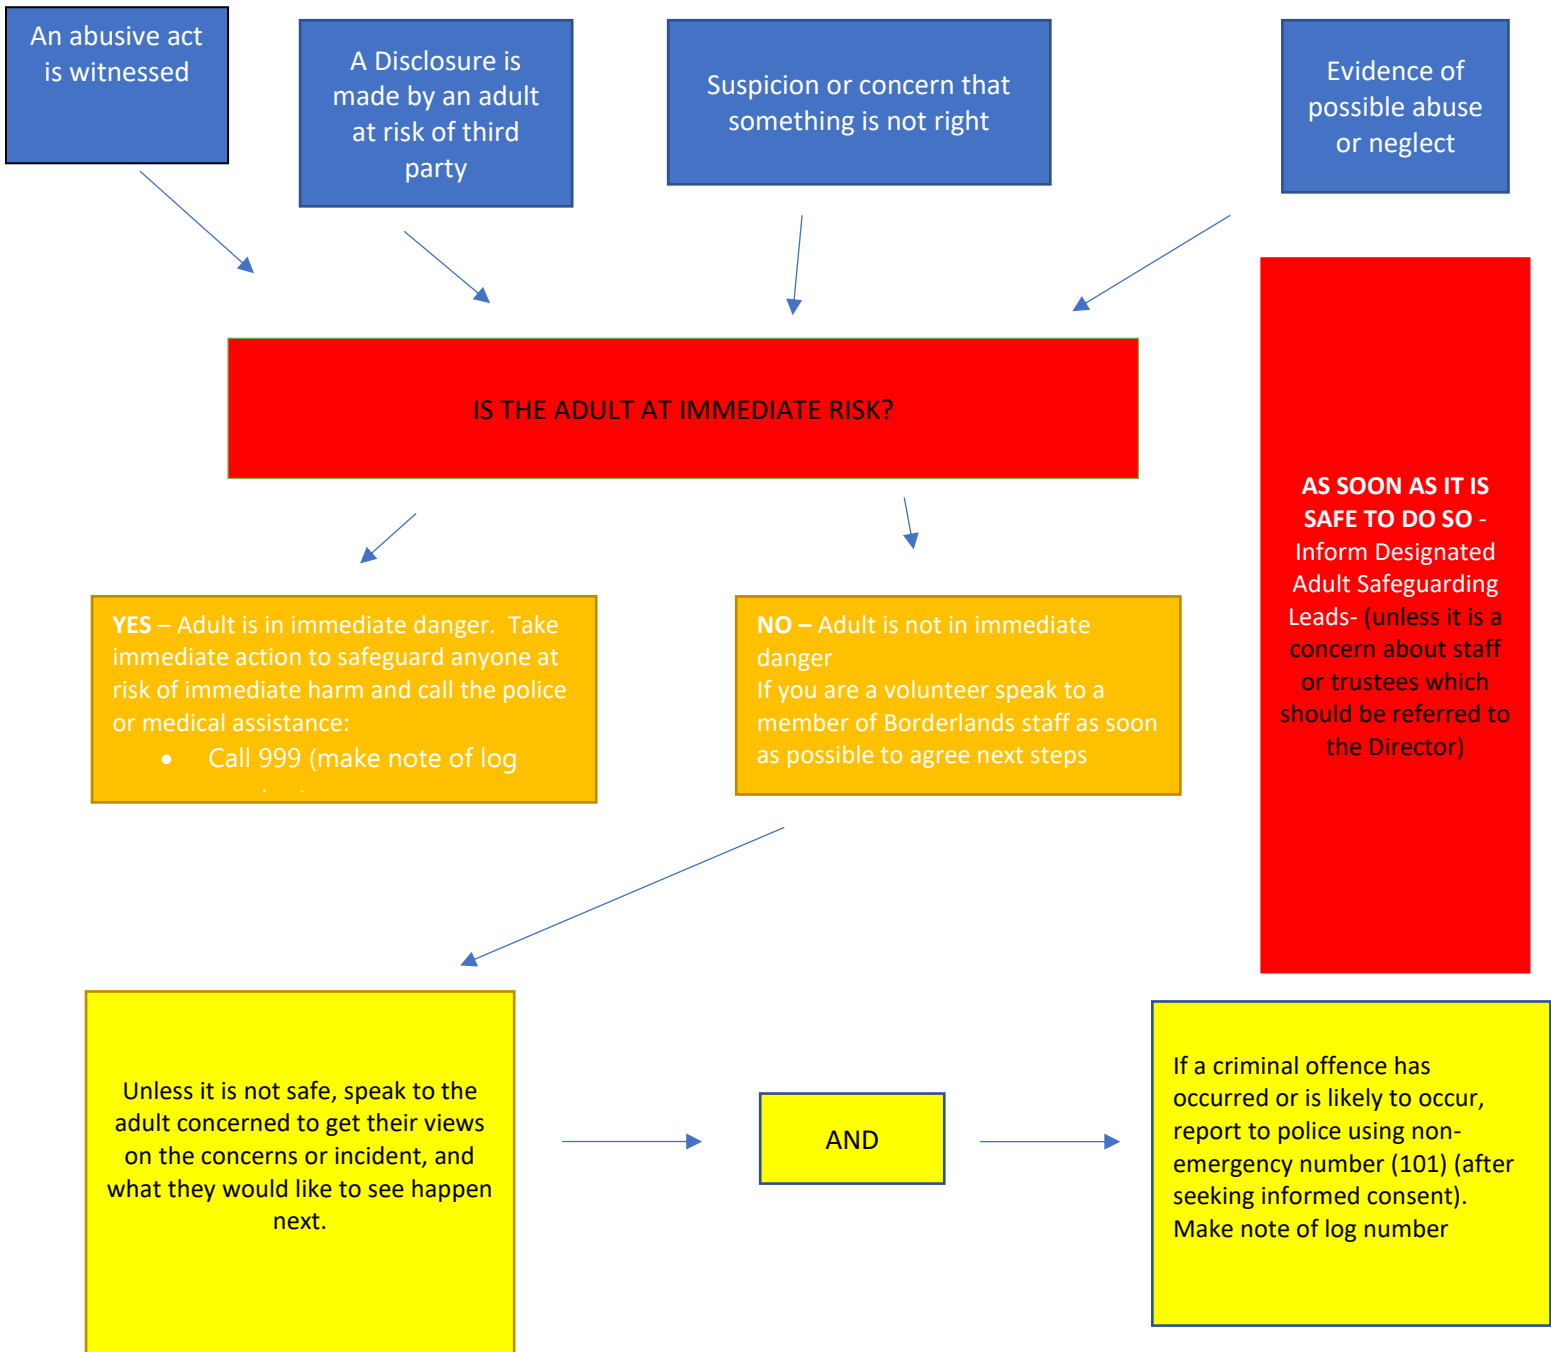 An abusive act
is witnessed
A Disclosure is
made by an adult
at risk of third
party
Suspicion or concern that
something is not right
Evidence of
possible abuse
or neglect
IS THE ADULT AT IMMEDIATE RISK?
AS SOON AS IT IS
SAFE TO DO SO -
Inform Designated
Adult Safeguarding
Leads- (unless it is a
concern about staff
or trustees which
should be referred to
the Director)
YES – Adult is in immediate danger.  Take
immediate action to safeguard anyone at
risk of immediate harm and call the police
or medical assistance:
• Call 999 (make note of log
NO – Adult is not in immediate
danger
If you are a volunteer speak to a
member of Borderlands staff as soon
as possible to agree next steps
Unless it is not safe, speak to the
adult concerned to get their views
on the concerns or incident, and
what they would like to see happen
next.
AND
If a criminal offence has
occurred or is likely to occur,
report to police using non-
emergency number (101) (after
seeking informed consent).
Make note of log number